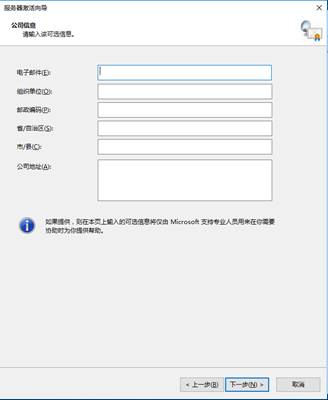 服务器激活向导
公司信息
请输入该可选信息。
电子邮件(E):
组织单位(O):
邮政编码(P):
省/自治区(S):
市/县(C):
公司地址(A):
如果提供，则在本页上输入的可选信息将仅由 Microsoft 支持专业人员用来在你需要
协助时为你提供帮助。
< 上一步(B)
下一步(N) >
取消